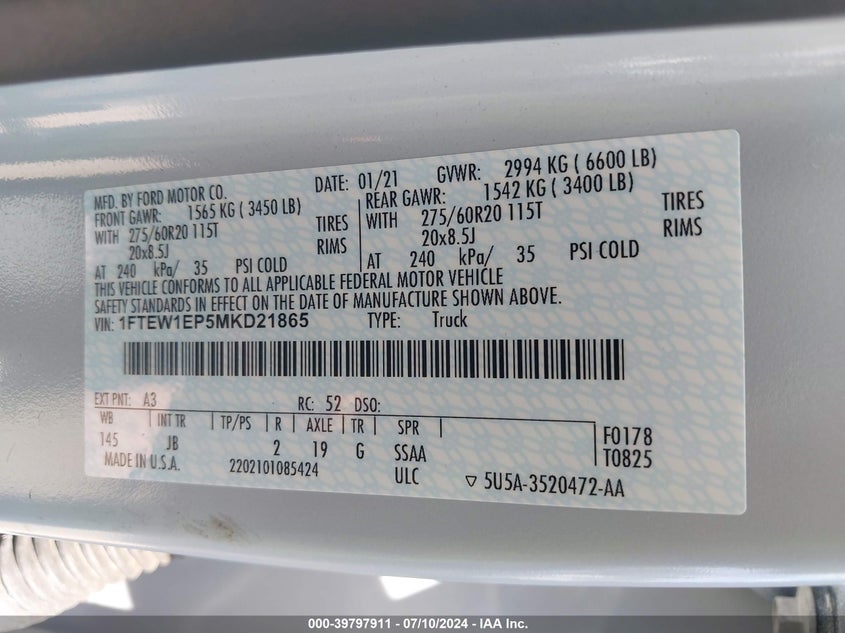 MFD. BY FORD MOTOR CO. DATE: 01/21 GVWR: 2994 KG ( 6600 LB)
FRONT GAWR: 1565 KG ( 3450 LB) REAR GAWR: 1542 KG ( 3400 LB)
WITH 275/60R20 115T TIRES WITH 275/60R20 115T TIRES
20x8.5J RIMS 20x8.5J RIMS
AT 240 kPa/ 35 PSI COLD AT 240 kPa/ 35 PSI COLD
THIS VEHICLE CONFORMS TO ALL APPLICABLE FEDERAL MOTOR VEHICLE
SAFETY STANDARDS IN EFFECT ON THE DATE OF MANUFACTURE SHOWN ABOVE.
VIN: 1FTEW1EP5MKD21865 TYPE: Truck
EXT PNT: A3 RC: 52 DSO:
WB INT TR TP/PS R AXLE TR SPR
145 JB 2 19 G SSAA F0178
MADE IN U.S.A. 2202101085424 ULC T0825
▽ 5U5A-3520472-AA
000-39797911 - 07/10/2024 - IAA Inc.